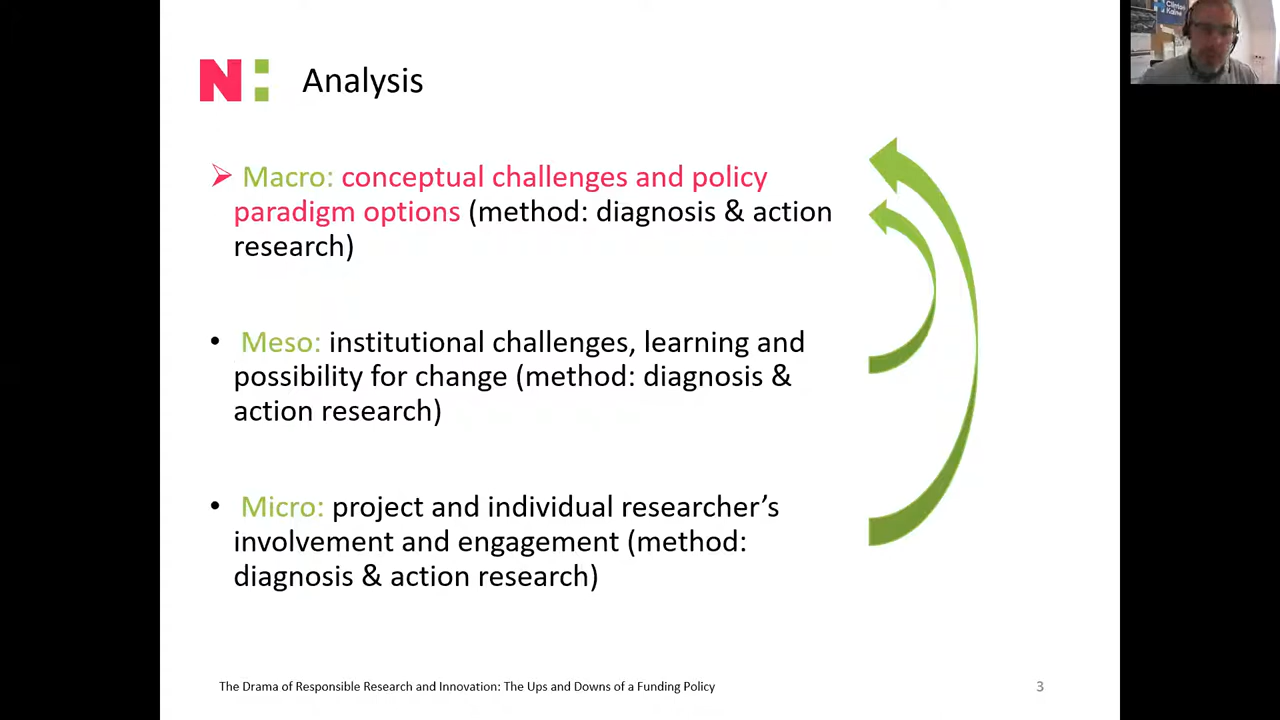 Clinton
Kaine
N: Analysis
➢ Macro: conceptual challenges and policy
paradigm options (method: diagnosis & action
research)
• Meso: institutional challenges, learning and
possibility for change (method: diagnosis &
action research)
• Micro: project and individual researcher’s
involvement and engagement (method:
diagnosis & action research)
The Drama of Responsible Research and Innovation: The Ups and Downs of a Funding Policy
3